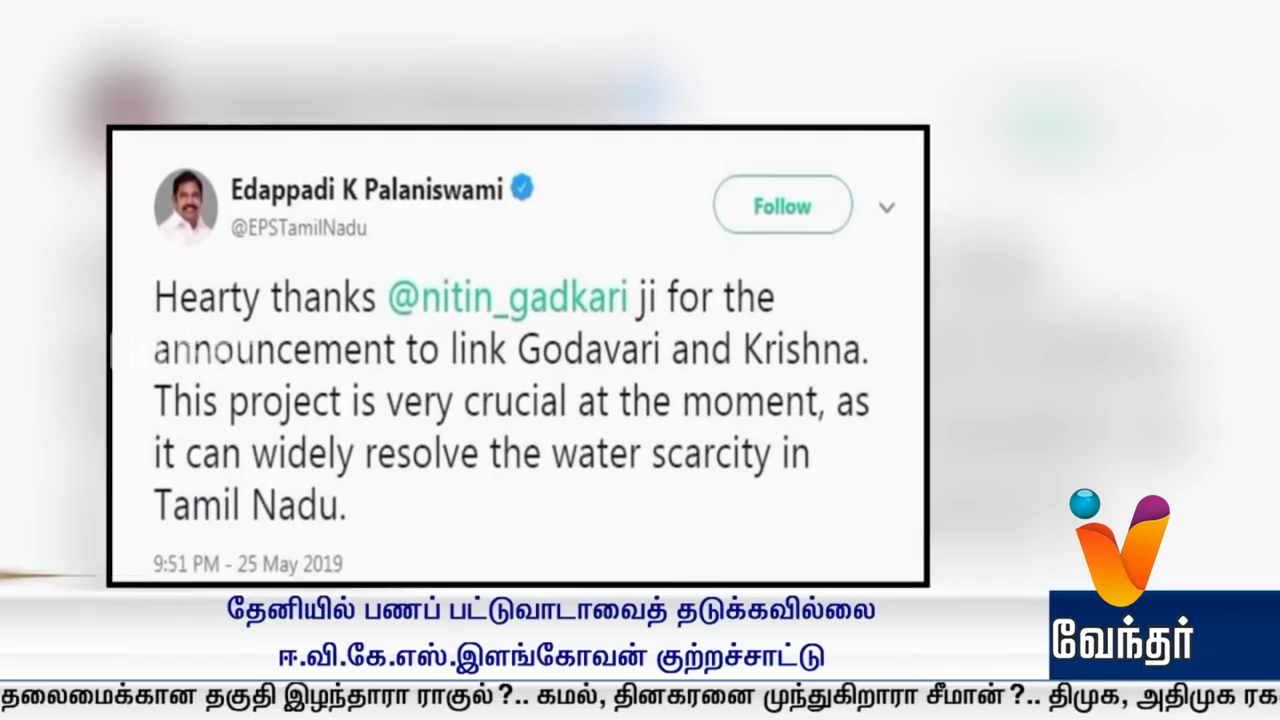 Edappadi K Palaniswami
@EPSTamilNadu
Follow
Hearty thanks @nitin_gadkari ji for the
announcement to link Godavari and Krishna.
This project is very crucial at the moment, as
it can widely resolve the water scarcity in
Tamil Nadu.
9:51 PM - 25 May 2019
தேனியில் பணப் பட்டுவாடாவைத் தடுக்கவில்லை
ஈ.வி.கே.எஸ்.இளங்கோவன் குற்றச்சாட்டு
வேந்தர்
தலைமைக்கான தகுதி இழந்தாரா ராகுல்?.. கமல், தினகரனை முந்துகிறாரா சீமான்?.. திமுக, அதிமுக